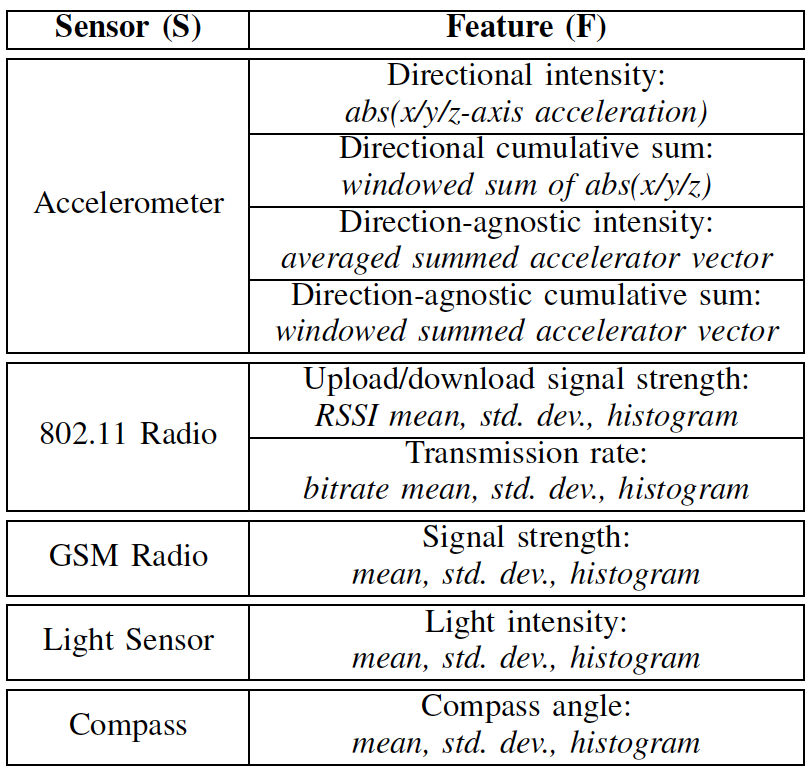 Sensor (S) Feature (F)
Accelerometer
Directional intensity:
abs(x/y/z-axis acceleration)
Directional cumulative sum:
windowed sum of abs(x/y/z)
Direction-agnostic intensity:
averaged summed accelerator vector
Direction-agnostic cumulative sum:
windowed summed accelerator vector
802.11 Radio
Upload/download signal strength:
RSSI mean, std. dev., histogram
Transmission rate:
bitrate mean, std. dev., histogram
GSM Radio
Signal strength:
mean, std. dev., histogram
Light Sensor
Light intensity:
mean, std. dev., histogram
Compass
Compass angle:
mean, std. dev., histogram